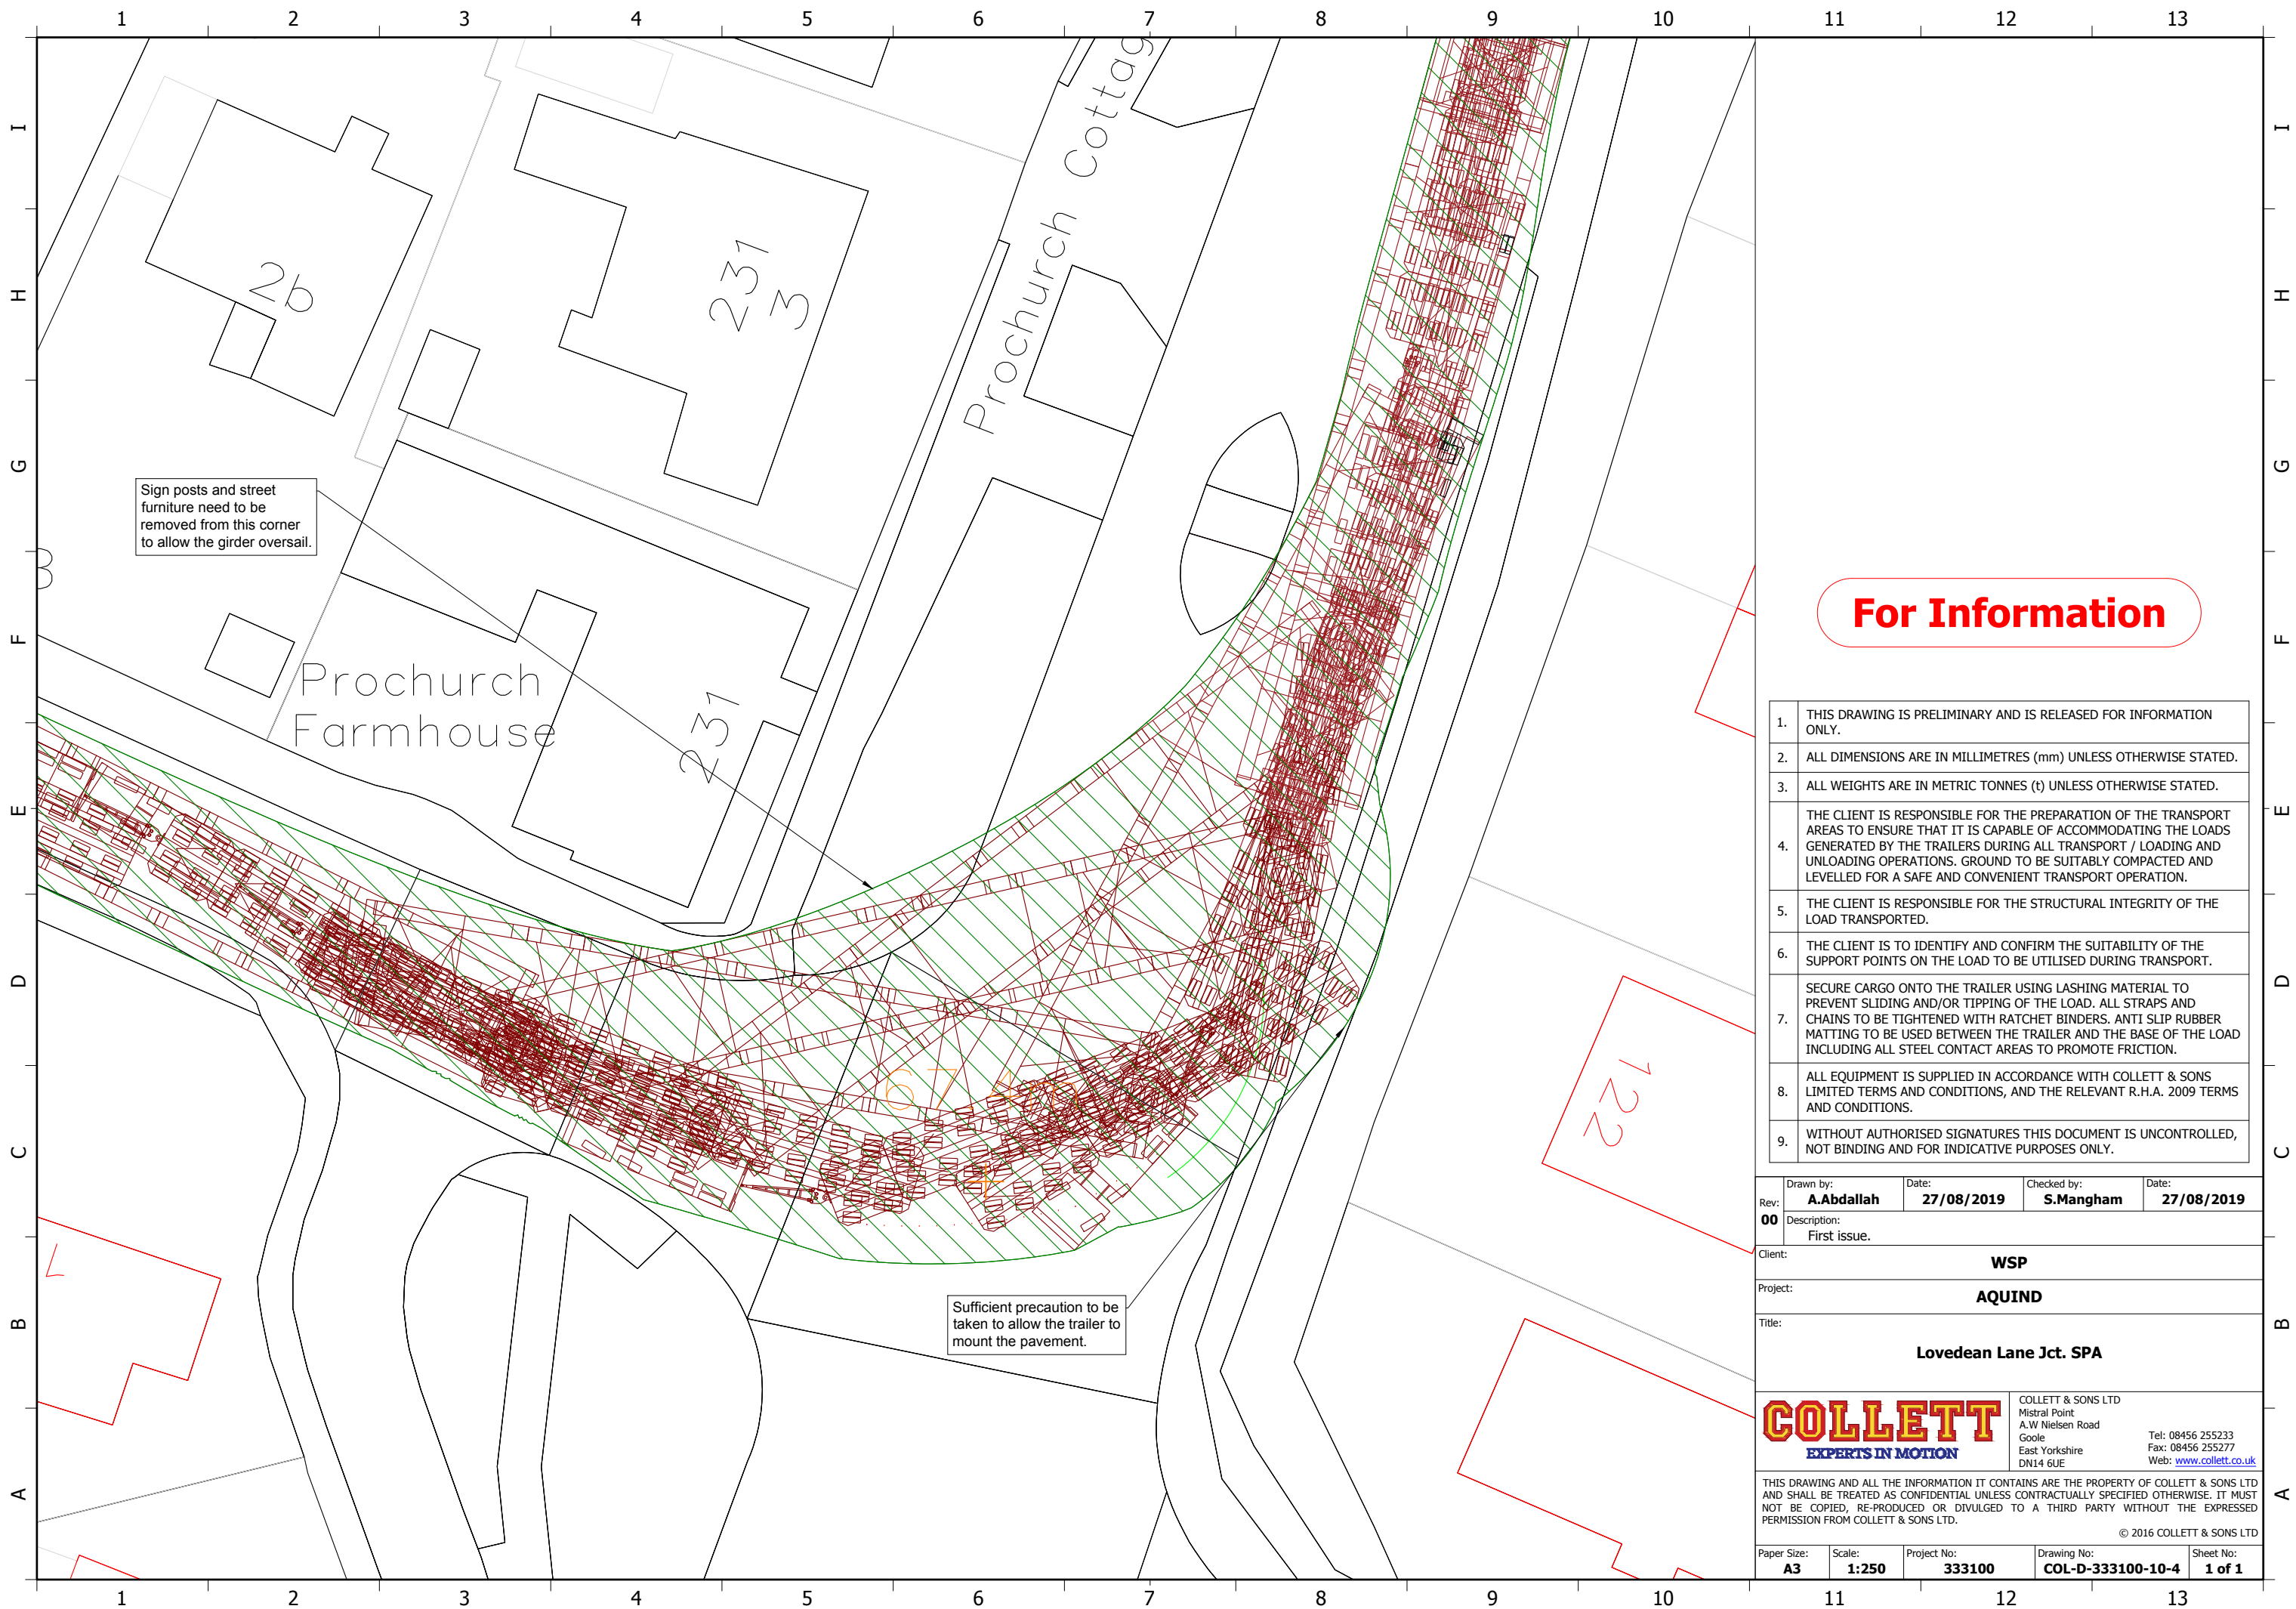 1 2 3 4 5 6 7 8 9 10 11 12 13
I
H
G
F
E
D
C
B
A
I
H
G
F
E
D
C
B
A
2b
231
3
Prochurch Cottag
Sign posts and street
furniture need to be
removed from this corner
to allow the girder oversail.
3
Prochurch
Farmhouse
231
122
Sufficient precaution to be
taken to allow the trailer to
mount the pavement.
For Information
1. THIS DRAWING IS PRELIMINARY AND IS RELEASED FOR INFORMATION
ONLY.
2. ALL DIMENSIONS ARE IN MILLIMETRES (mm) UNLESS OTHERWISE STATED.
3. ALL WEIGHTS ARE IN METRIC TONNES (t) UNLESS OTHERWISE STATED.
4. THE CLIENT IS RESPONSIBLE FOR THE PREPARATION OF THE TRANSPORT
AREAS TO ENSURE THAT IT IS CAPABLE OF ACCOMMODATING THE LOADS
GENERATED BY THE TRAILERS DURING ALL TRANSPORT / LOADING AND
UNLOADING OPERATIONS. GROUND TO BE SUITABLY COMPACTED AND
LEVELLED FOR A SAFE AND CONVENIENT TRANSPORT OPERATION.
5. THE CLIENT IS RESPONSIBLE FOR THE STRUCTURAL INTEGRITY OF THE
LOAD TRANSPORTED.
6. THE CLIENT IS TO IDENTIFY AND CONFIRM THE SUITABILITY OF THE
SUPPORT POINTS ON THE LOAD TO BE UTILISED DURING TRANSPORT.
7. SECURE CARGO ONTO THE TRAILER USING LASHING MATERIAL TO
PREVENT SLIDING AND/OR TIPPING OF THE LOAD. ALL STRAPS AND
CHAINS TO BE TIGHTENED WITH RATCHET BINDERS. ANTI SLIP RUBBER
MATTING TO BE USED BETWEEN THE TRAILER AND THE BASE OF THE LOAD
INCLUDING ALL STEEL CONTACT AREAS TO PROMOTE FRICTION.
8. ALL EQUIPMENT IS SUPPLIED IN ACCORDANCE WITH COLLETT & SONS
LIMITED TERMS AND CONDITIONS, AND THE RELEVANT R.H.A. 2009 TERMS
AND CONDITIONS.
9. WITHOUT AUTHORISED SIGNATURES THIS DOCUMENT IS UNCONTROLLED,
NOT BINDING AND FOR INDICATIVE PURPOSES ONLY.
Rev: 00
Drawn by: A.Abdallah
Date: 27/08/2019
Checked by: S.Mangham
Date: 27/08/2019
Description:
First issue.
Client:
WSP
Project:
AQUIND
Title:
Lovedean Lane Jct. SPA
COLLETT
EXPERTS IN MOTION
COLLETT & SONS LTD
Mistral Point
A.W Nielsen Road
Goole
East Yorkshire
DN14 6UE
Tel: 08456 255233
Fax: 08456 255277
Web: www.collett.co.uk
THIS DRAWING AND ALL THE INFORMATION IT CONTAINS ARE THE PROPERTY OF COLLETT & SONS LTD
AND SHALL BE TREATED AS CONFIDENTIAL UNLESS CONTRACTUALLY SPECIFIED OTHERWISE. IT MUST
NOT BE COPIED, RE-PRODUCED OR DIVULGED TO A THIRD PARTY WITHOUT THE EXPRESSED
PERMISSION FROM COLLETT & SONS LTD.
© 2016 COLLETT & SONS LTD
Paper Size: A3
Scale: 1:250
Project No: 333100
Drawing No: COL-D-333100-10-4
Sheet No: 1 of 1
1 2 3 4 5 6 7 8 9 10 11 12 13